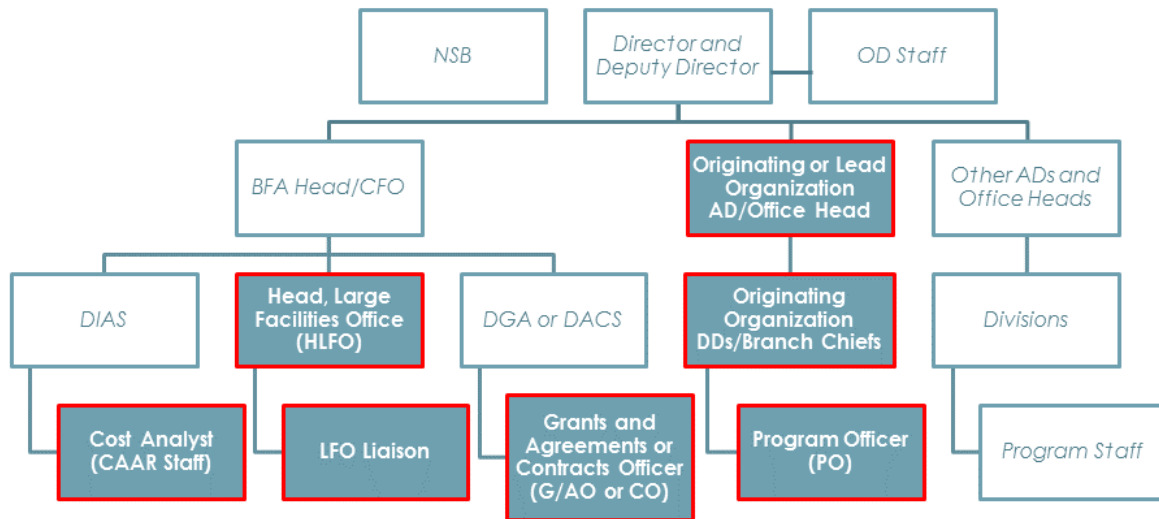 NSB
Director and
Deputy Director
OD Staff
BFA Head/CFO
Originating or Lead
Organization
AD/Office Head
Other ADs and
Office Heads
DIAS
Head, Large
Facilities Office
(HLFO)
DGA or DACS
Originating
Organization
DDs/Branch Chiefs
Divisions
Cost Analyst
(CAAR Staff)
LFO Liaison
Grants and
Agreements or
Contracts Officer
(G/AO or CO)
Program Officer
(PO)
Program Staff